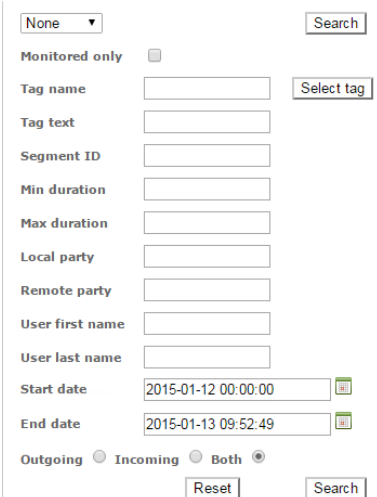 None Search
Monitored only
Tag name Select tag
Tag text
Segment ID
Min duration
Max duration
Local party
Remote party
User first name
User last name
Start date 2015-01-12 00:00:00
End date 2015-01-13 09:52:49
Outgoing Incoming Both
Reset Search